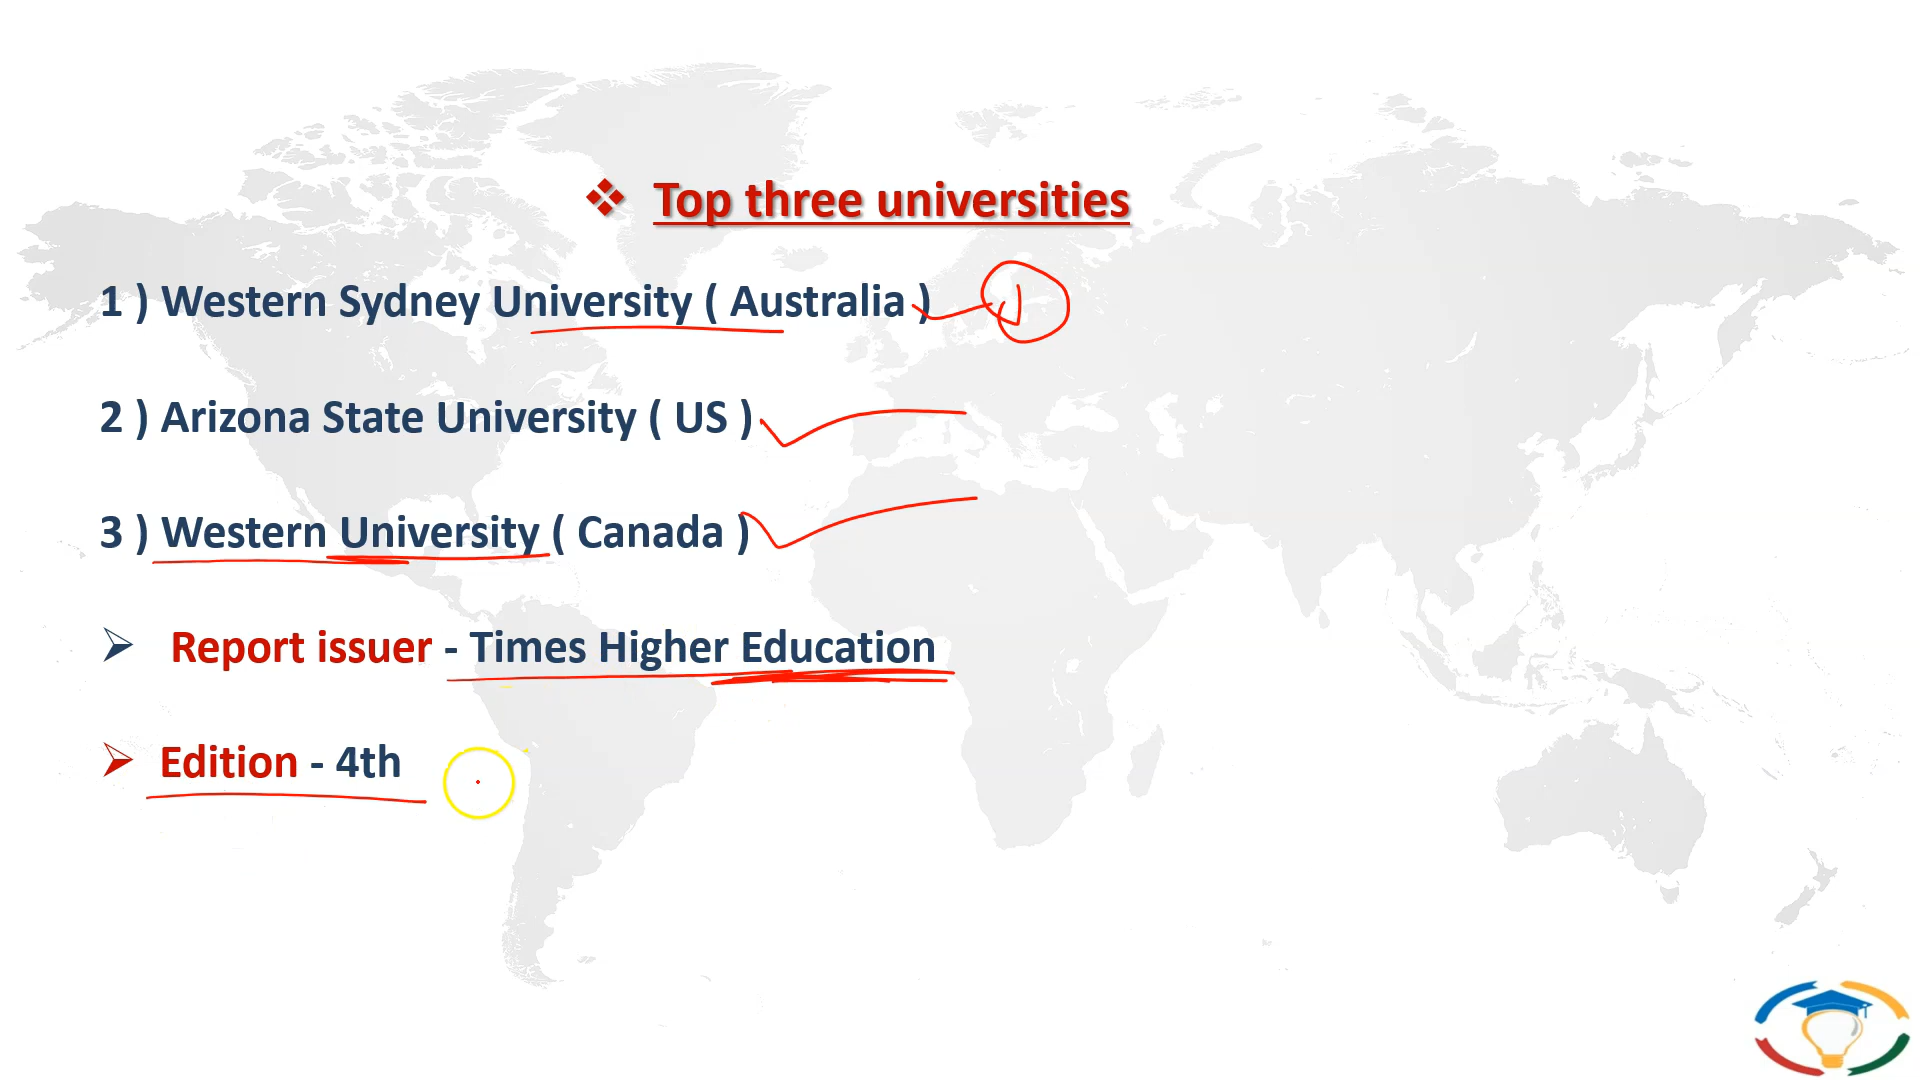 ❖ Top three universities
1 ) Western Sydney University ( Australia ) 1
2 ) Arizona State University ( US )
3 ) Western University ( Canada )
➢ Report issuer - Times Higher Education
➢ Edition - 4th